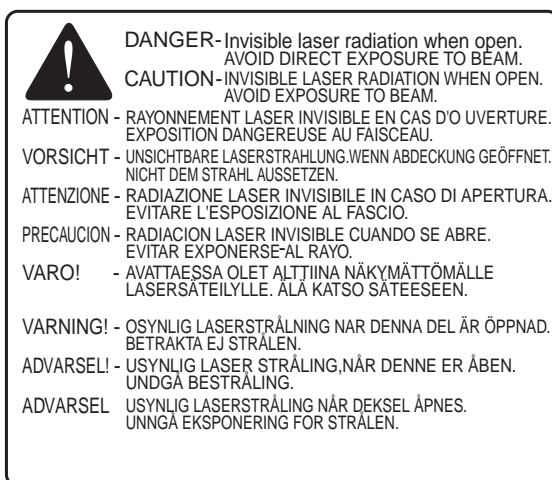 DANGER- Invisible laser radiation when open.
AVOID DIRECT EXPOSURE TO BEAM.
CAUTION- INVISIBLE LASER RADIATION WHEN OPEN.
AVOID EXPOSURE TO BEAM.
ATTENTION - RAYONNEMENT LASER INVISIBLE EN CAS D'O UVERTURE.
EXPOSITION DANGEREUSE AU FAISCEAU.
VORSICHT - UNSICHTBARE LASERSTRAHLUNG.WENN ABDECKUNG GEÖFFNET.
NICHT DEM STRAHL AUSSETZEN.
ATTENZIONE - RADIAZIONE LASER INVISIBILE IN CASO DI APERTURA.
EVITARE L'ESPOSIZIONE AL FASCIO.
PRECAUCION - RADIACION LASER INVISIBLE CUANDO SE ABRE.
EVITAR EXPONERSE-AL RAYO.
VARO! - AVATTAESSA OLET ALTTIINA NÄKYMÄTTÖMÄLLE
LASERSÄTEILYLLE. ÄLÄ KATSO SÄTEESEEN.
VARNING! - OSYNLIG LASERSTRÅLNING NAR DENNA DEL ÄR ÖPPNAD.
BETRAKTA EJ STRÅLEN.
ADVARSEL! - USYNLIG LASER STRÅLING,NÅR DENNE ER ÅBEN.
UNDGÅ BESTRÅLING.
ADVARSEL USYNLIG LASERSTRÅLING NÅR DEKSEL ÅPNES.
UNNGÅ EKSPONERING FOR STRÅLEN.